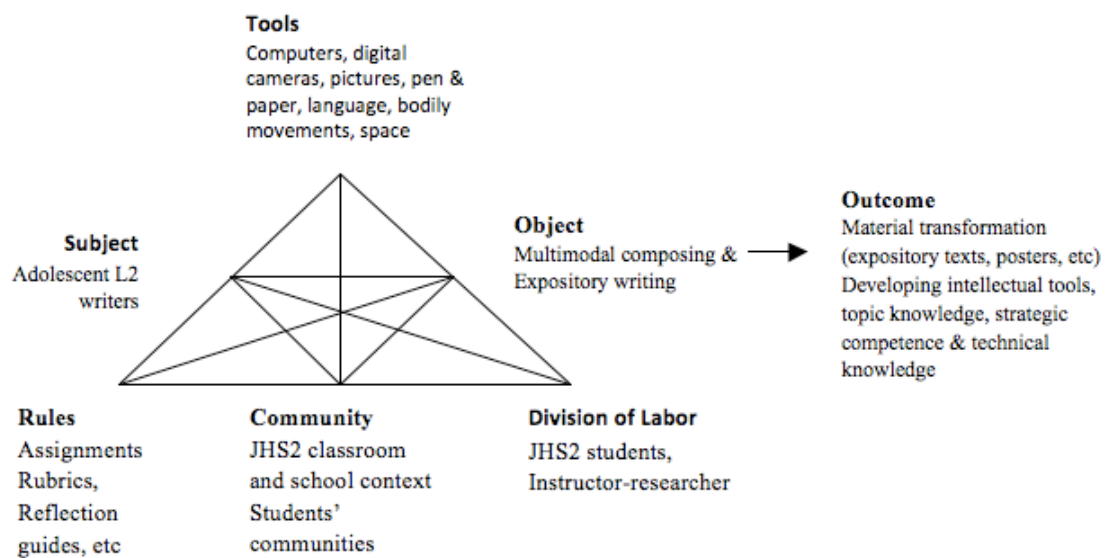 Tools
Computers, digital
cameras, pictures, pen &
paper, language, bodily
movements, space
Subject
Adolescent L2
writers
Object
Multimodal composing &
Expository writing
Outcome
Material transformation
(expository texts, posters, etc)
Developing intellectual tools,
topic knowledge, strategic
competence & technical
knowledge
Rules
Assignments
Rubrics,
Reflection
guides, etc
Community
JHS2 classroom
and school context
Students’
communities
Division of Labor
JHS2 students,
Instructor-researcher